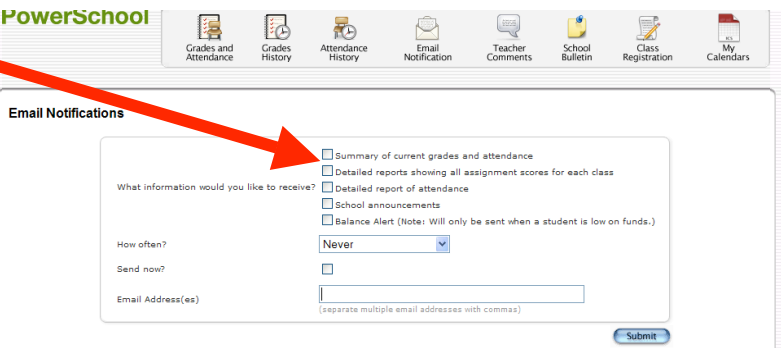 PowerSchool
Grades and Attendance
Grades History
Attendance History
Email Notification
Teacher Comments
School Bulletin
Class Registration
My Calendars
Email Notifications
What information would you like to receive?
Summary of current grades and attendance
Detailed reports showing all assignment scores for each class
Detailed report of attendance
School announcements
Balance Alert (Note: Will only be sent when a student is low on funds.)
How often? Never
Send now?
Email Address(es)
(separate multiple email addresses with commas)
Submit